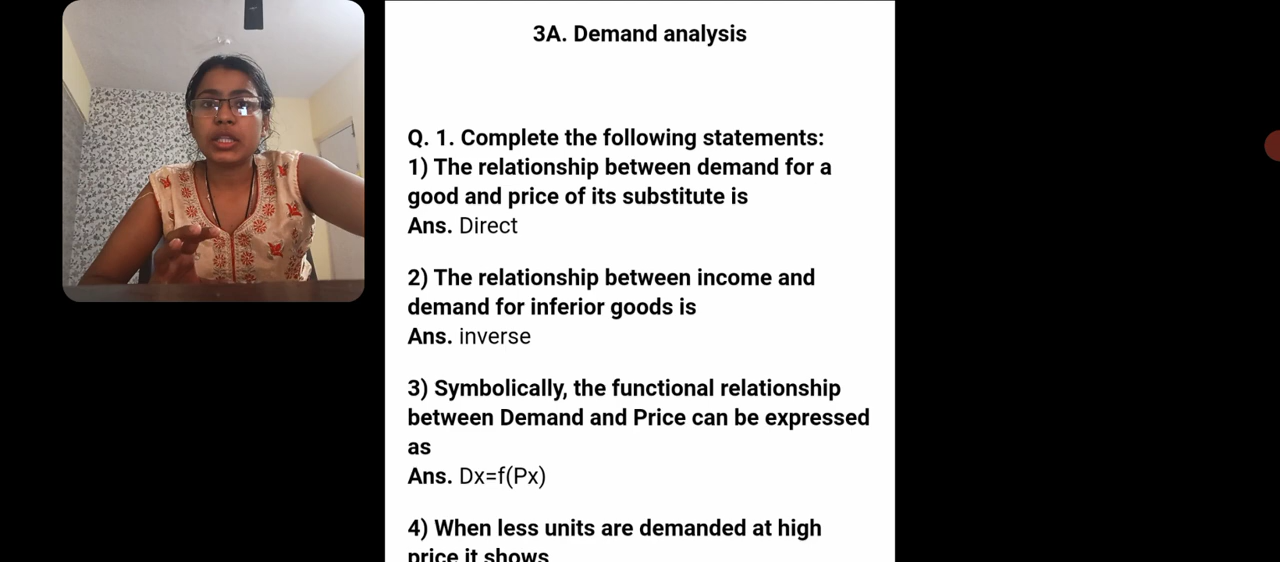 3A. Demand analysis
Q. 1. Complete the following statements:
1) The relationship between demand for a
good and price of its substitute is
Ans. Direct
2) The relationship between income and
demand for inferior goods is
Ans. inverse
3) Symbolically, the functional relationship
between Demand and Price can be expressed
as
Ans. Dx=f(Px)
4) When less units are demanded at high
price it shows